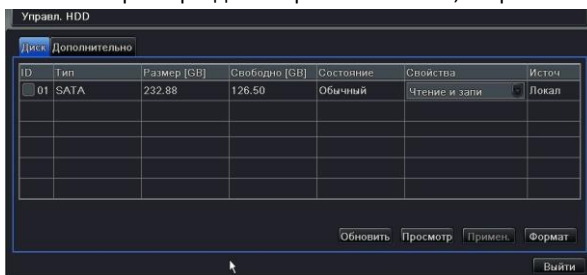 Управл. HDD
Диск Дополнительно
ID Тип Размер [GB] Свободно [GB] Состояние Свойства Источ
01 SATA 232.88 126.50 Обычный Чтение и запи Локал
Обновить Просмотр Примен. Формат
Выйти